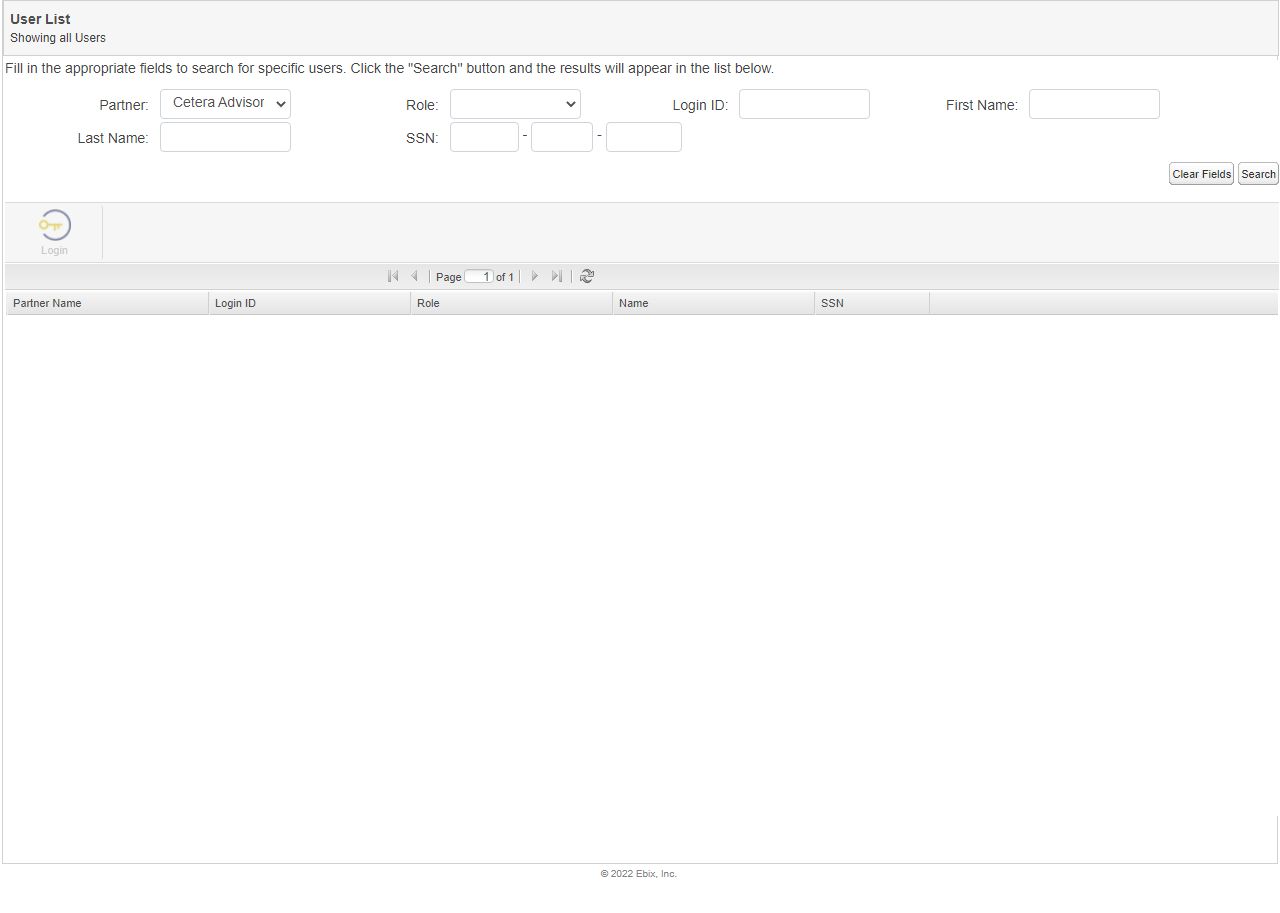 User List
Showing all Users
Fill in the appropriate fields to search for specific users. Click the "Search" button and the results will appear in the list below.
Partner: Cetera Advisor Role: Login ID: First Name:
Last Name: SSN: - -
Clear Fields Search
Login
Page 1 of 1
Partner Name Login ID Role Name SSN
© 2022 Ebix, Inc.